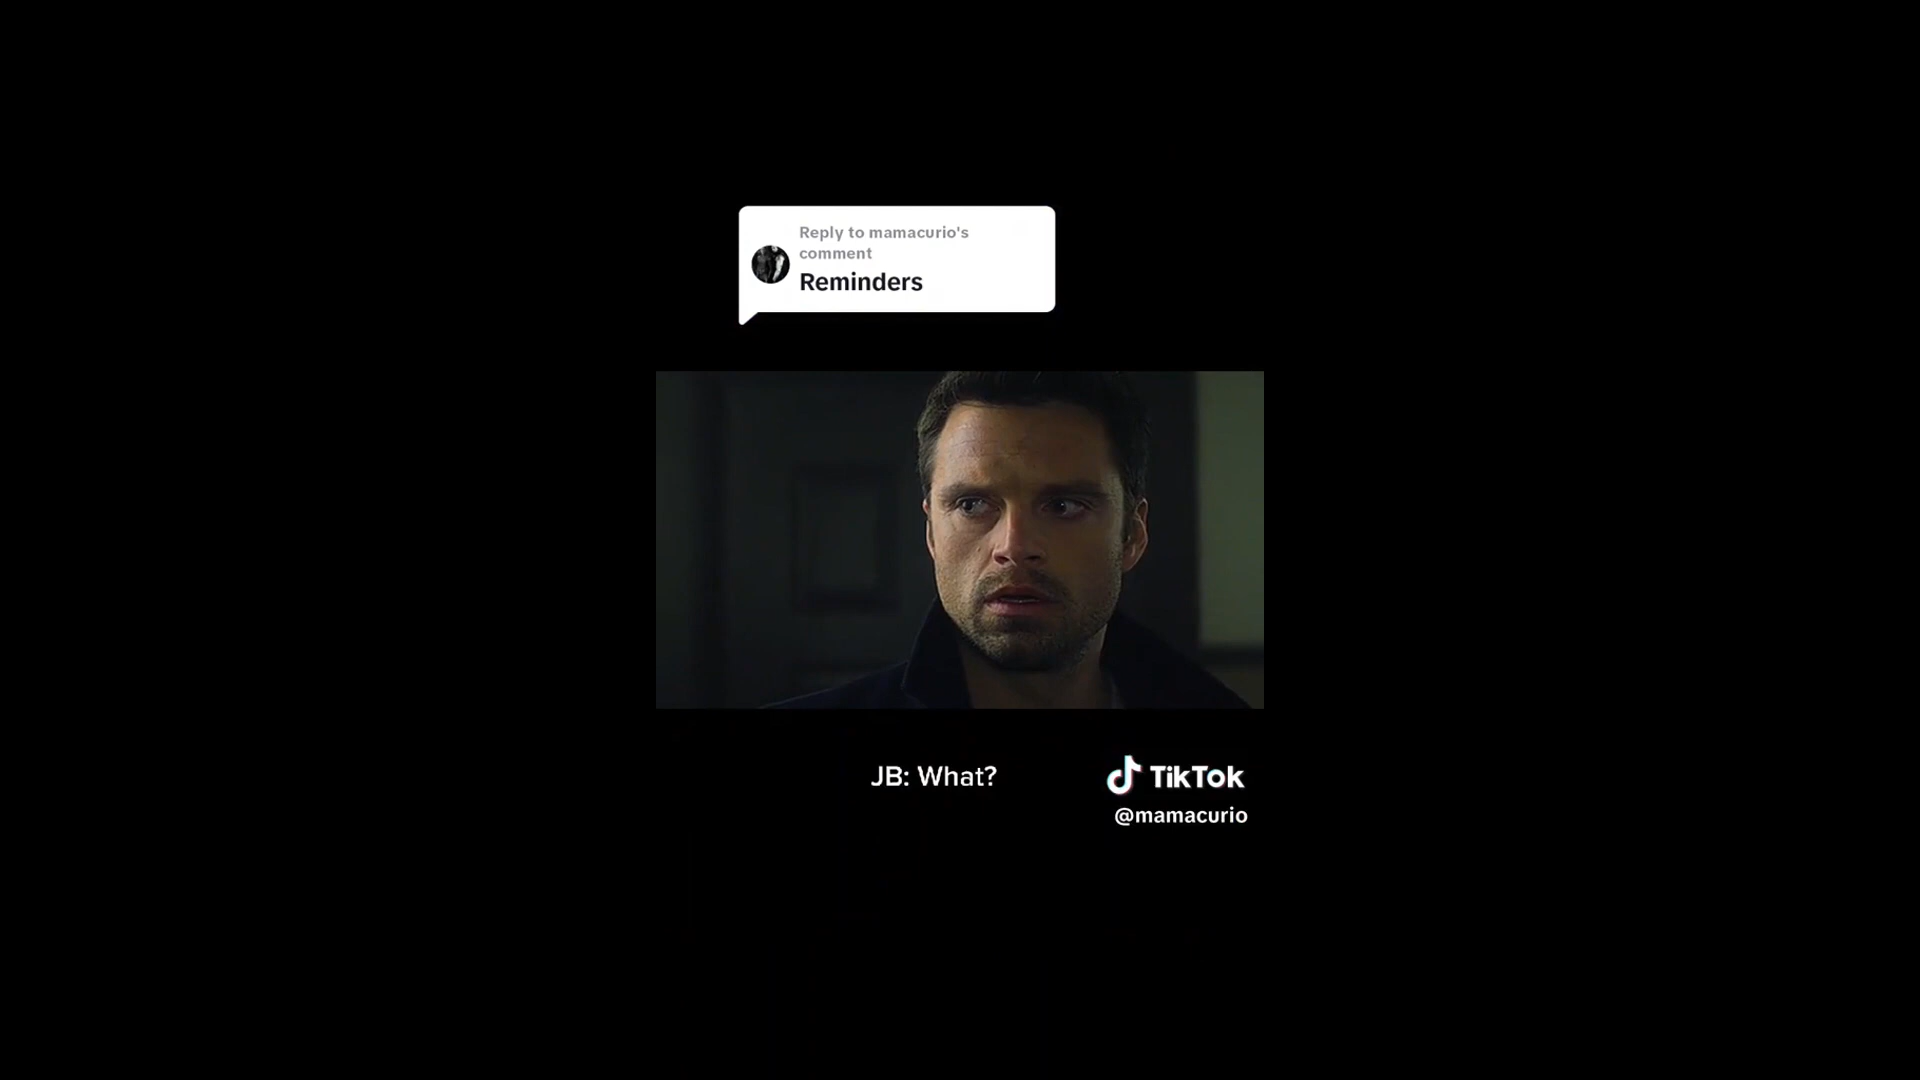 Reply to mamacurio's
comment
Reminders
JB: What?
TikTok
@mamacurio